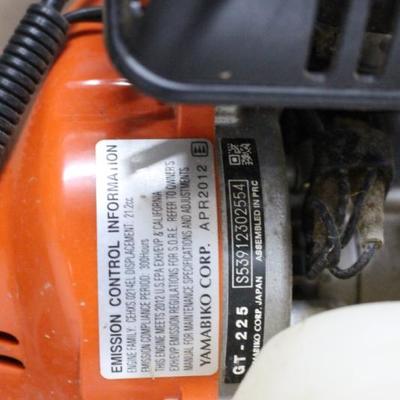 EMISSION CONTROL INFORMATION
ENGINE FAMILY: CEHXS.0214EL DISPLACEMENT: 21.2cc
EMISSION COMPLIANCE PERIOD: 300Hours
THIS ENGINE MEETS 2012 U.S.EPA EXH/EVP & CALIFORNIA
EXH/EVP EMISSION REGULATIONS FOR S.O.R.E. REFER TO OWNER'S
MANUAL FOR MAINTENANCE SPECIFICATIONS AND ADJUSTMENTS
YAMABIKO CORP. APR2012 E
GT-225 S53912302554
YAMABIKO CORP. JAPAN ASSEMBLED IN PRC